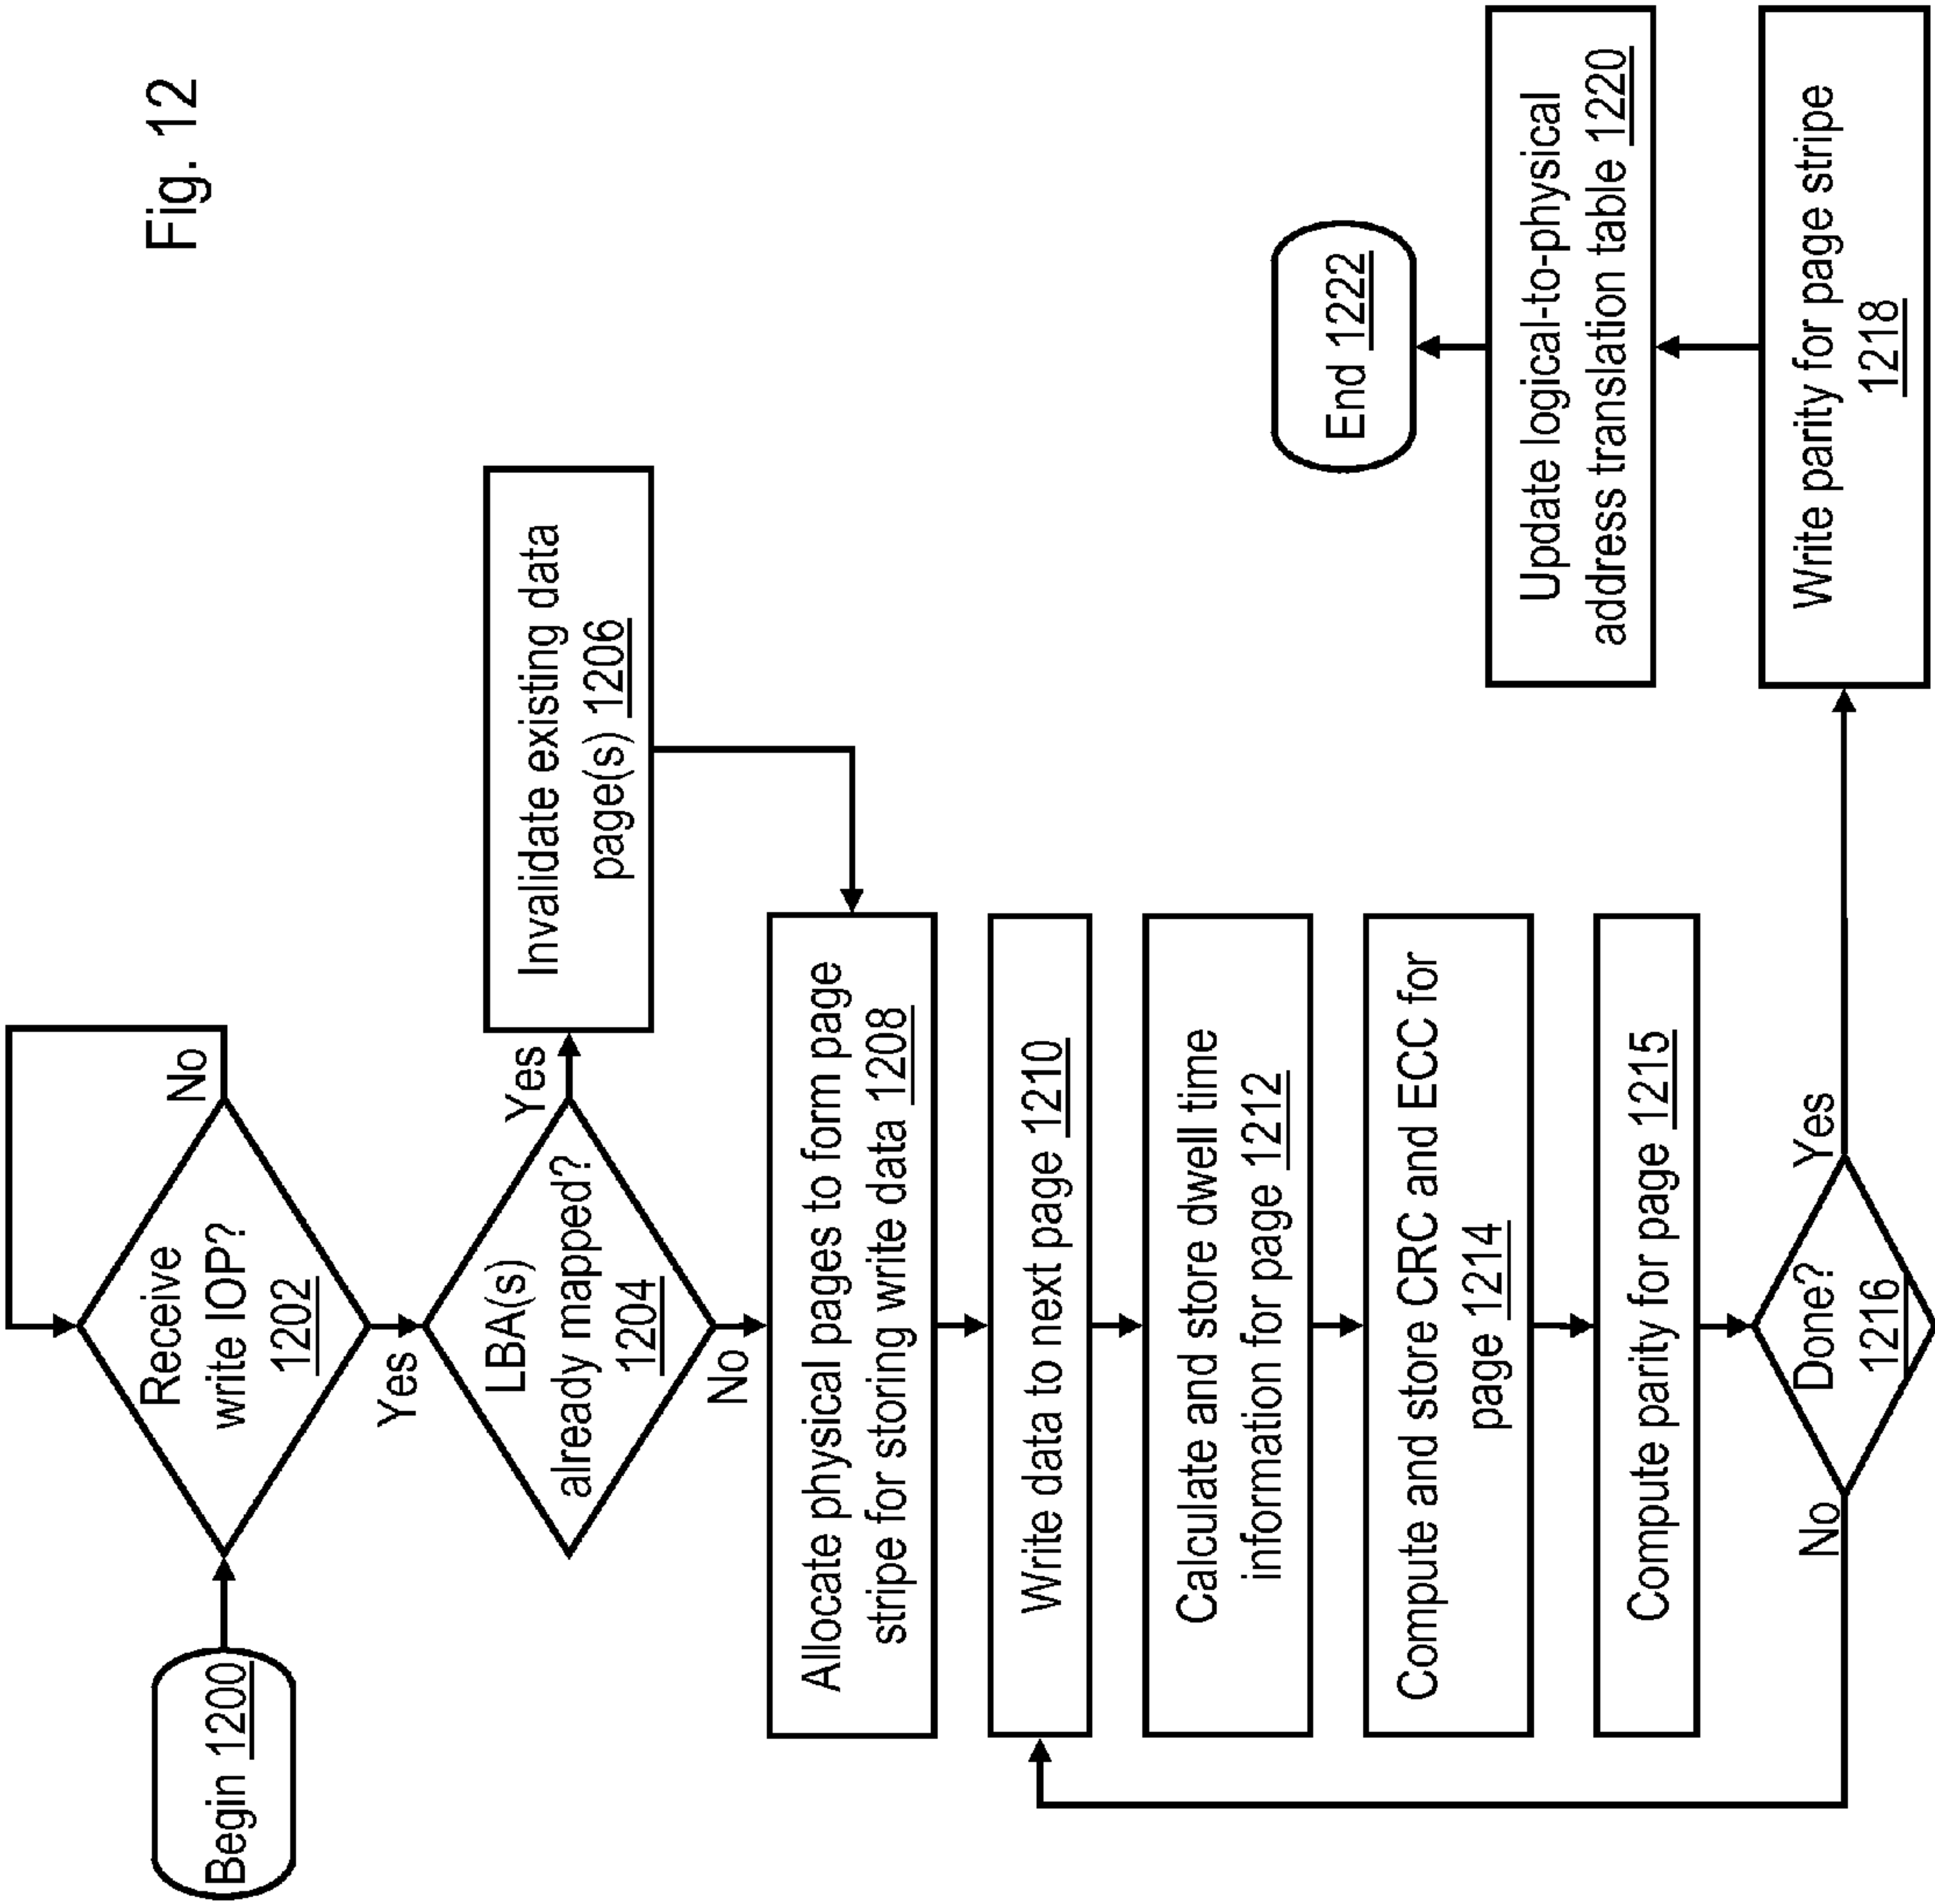 Fig. 12
Begin 1200
Receive
write IOP?
1202
No
Yes
LBA(s)
already mapped?
1204
Yes
No
Invalidate existing data
page(s) 1206
Allocate physical pages to form page
stripe for storing write data 1208
Write data to next page 1210
Calculate and store dwell time
information for page 1212
Compute and store CRC and ECC for
page 1214
Compute parity for page 1215
Done?
1216
No
Yes
Write parity for page stripe
1218
Update logical-to-physical
address translation table 1220
End 1222